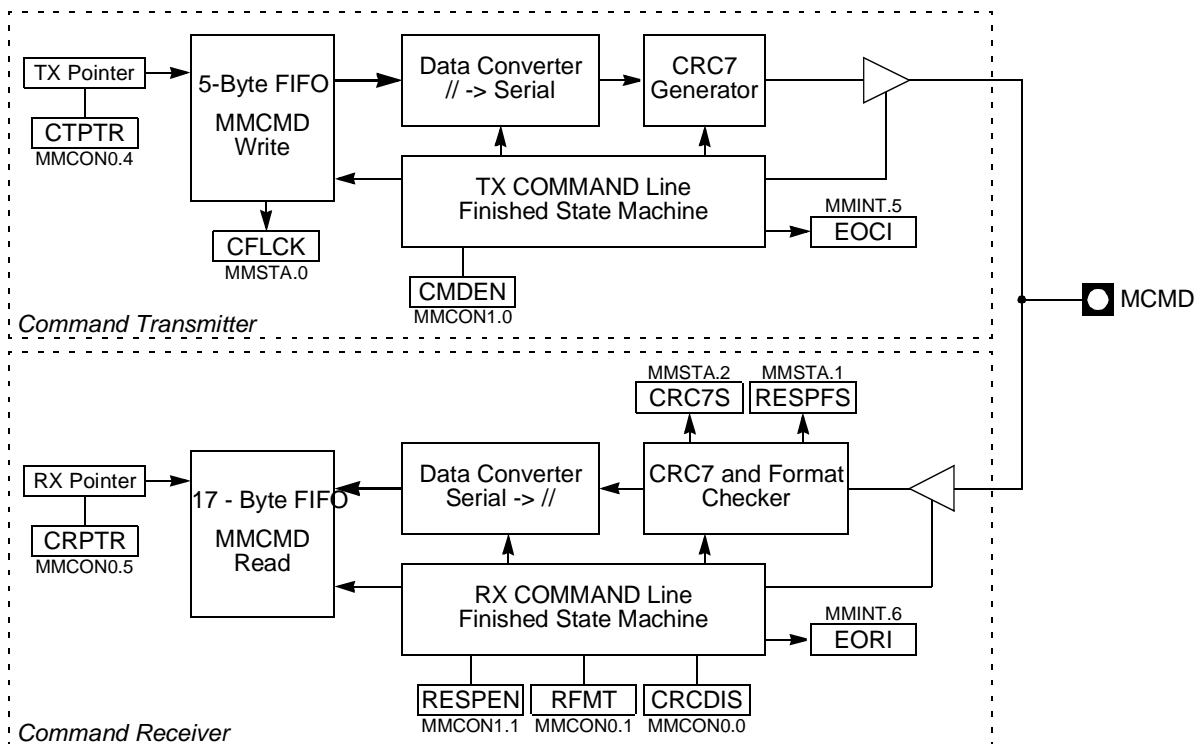 TX Pointer
CTPTR
MMCON0.4
5-Byte FIFO
MMCMD
Write
CFLCK
MMSTA.0
Data Converter
// -> Serial
CRC7
Generator
TX COMMAND Line
Finished State Machine
CMDEN
MMCON1.0
MMINT.5
EOCI
Command Transmitter
MCMD
RX Pointer
CRPTR
MMCON0.5
17 - Byte FIFO
MMCMD
Read
Data Converter
Serial -> //
MMSTA.2
CRC7S
MMSTA.1
RESPFS
CRC7 and Format
Checker
RX COMMAND Line
Finished State Machine
MMINT.6
EORI
RESPEN
MMCON1.1
RFMT
MMCON0.1
CRCDIS
MMCON0.0
Command Receiver